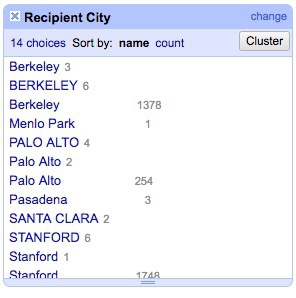 Recipient City change
14 choices Sort by: name count Cluster
Berkeley 3
BERKELEY 6
Berkeley 1378
Menlo Park 1
PALO ALTO 4
Palo Alto 2
Palo Alto 254
Pasadena 3
SANTA CLARA 2
STANFORD 6
Stanford 1
Stanford 1748